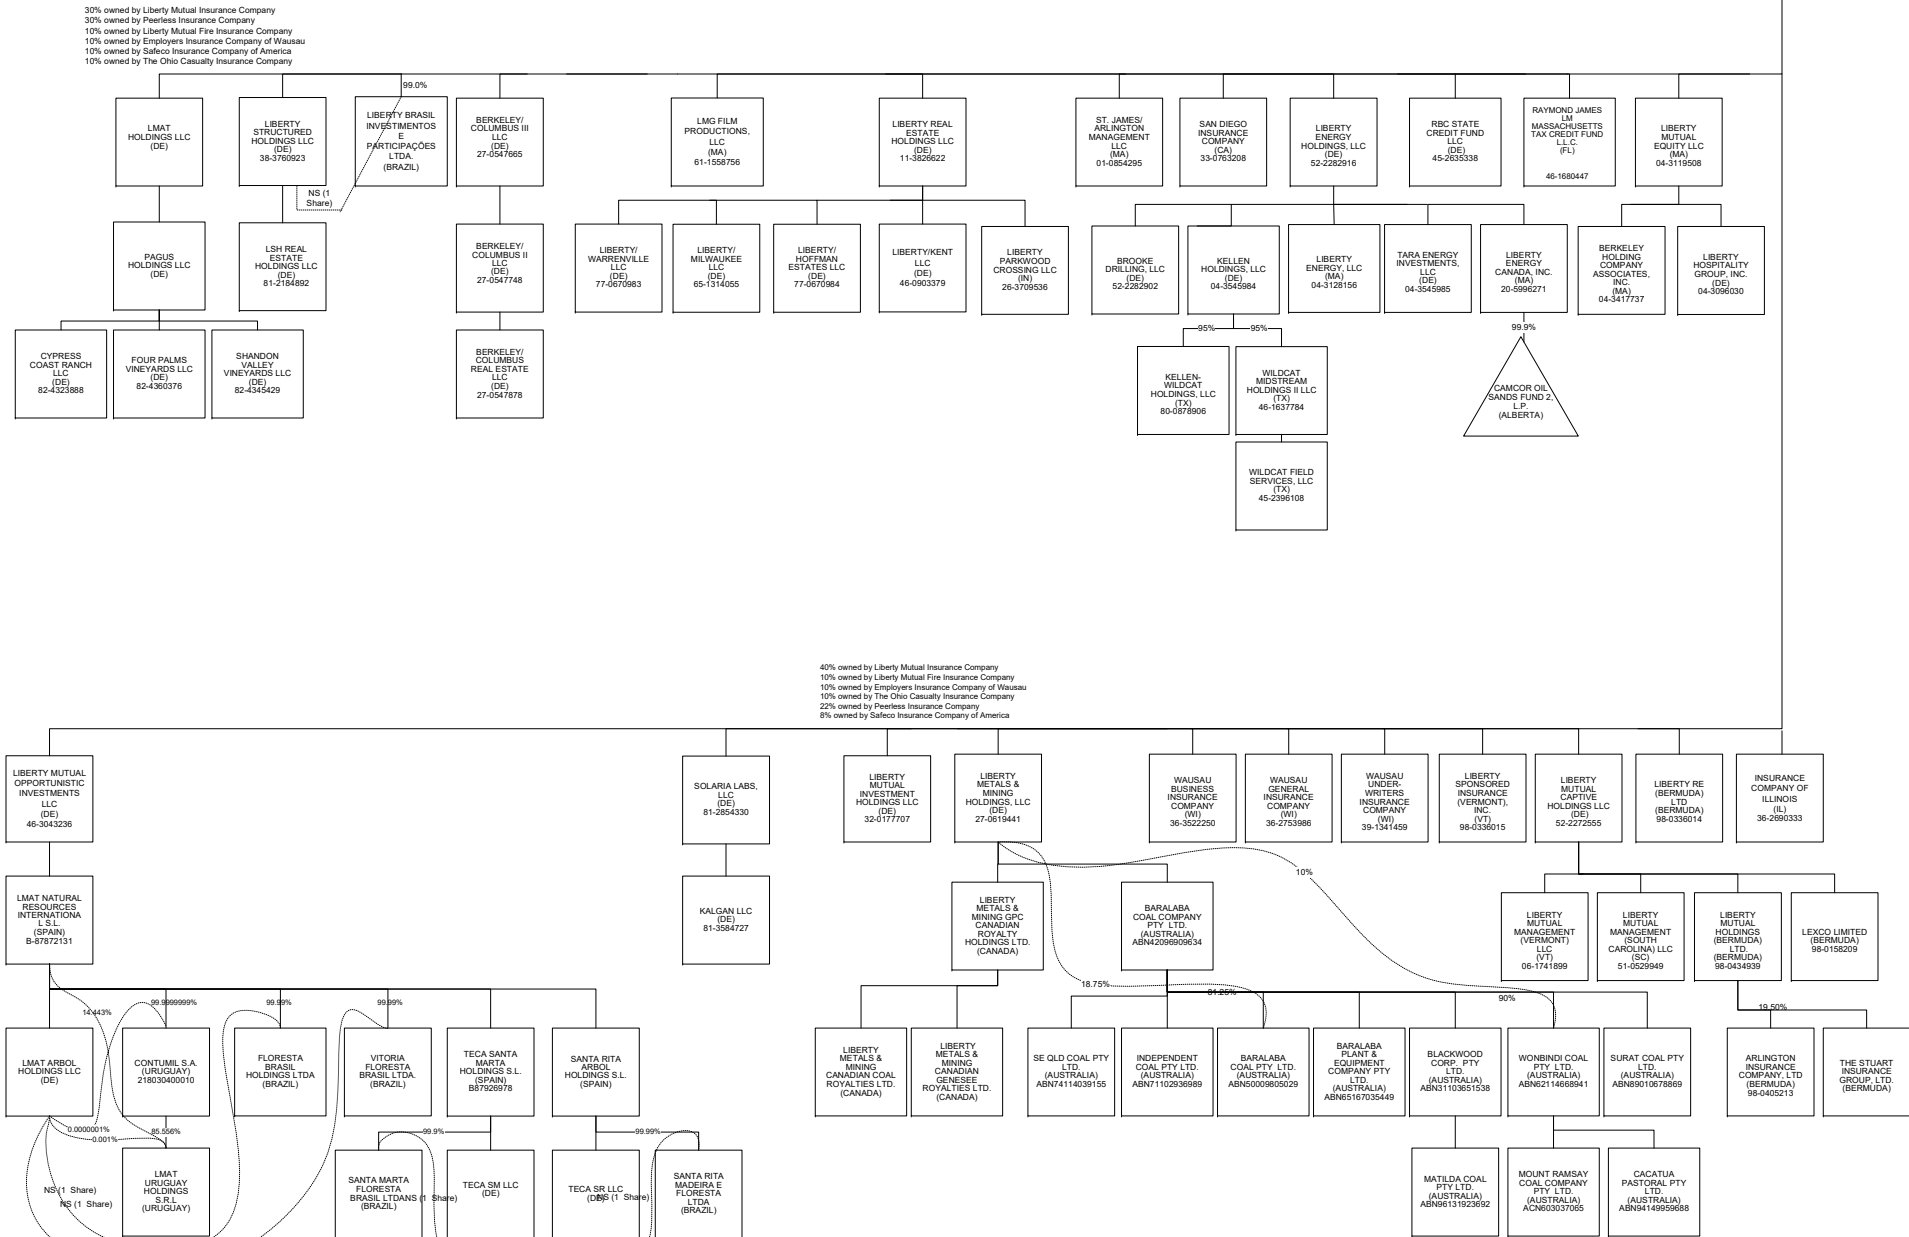 30% owned by Liberty Mutual Insurance Company
30% owned by Peerless Insurance Company
10% owned by Liberty Mutual Fire Insurance Company
10% owned by Employers Insurance Company of Wausau
10% owned by Safeco Insurance Company of America
10% owned by The Ohio Casualty Insurance Company
LMAT
HOLDINGS LLC
(DE)
LIBERTY
STRUCTURED
HOLDINGS LLC
(DE)
38-3760923
99.0%
LIBERTY BRASIL
INVESTIMENTOS
E
PARTICIPAÇÕES
LTDA.
(BRAZIL)
BERKELEY/
COLUMBUS III
LLC
(DE)
27-0547665
LMG FILM
PRODUCTIONS,
LLC
(MA)
61-1558756
LIBERTY REAL
ESTATE
HOLDINGS LLC
(DE)
11-3826622
ST. JAMES/
ARLINGTON
MANAGEMENT
LLC
(MA)
01-0854295
SAN DIEGO
INSURANCE
COMPANY
(CA)
33-0763208
LIBERTY
ENERGY
HOLDINGS, LLC
(DE)
52-2282916
RBC STATE
CREDIT FUND
LLC
(DE)
45-2635338
RAYMOND JAMES
LM
MASSACHUSETTS
TAX CREDIT FUND
L.L.C.
(FL)
46-1680447
LIBERTY
MUTUAL
EQUITY LLC
(MA)
04-3119508
NS (1
Share)
PAGUS
HOLDINGS LLC
(DE)
LSH REAL
ESTATE
HOLDINGS LLC
(DE)
81-2184892
BERKELEY/
COLUMBUS II
LLC
(DE)
27-0547748
LIBERTY/
WARRENVILLE
LLC
(DE)
77-0670983
LIBERTY/
MILWAUKEE
LLC
(DE)
65-1314055
LIBERTY/
HOFFMAN
ESTATES LLC
(DE)
77-0670984
LIBERTY/KENT
LLC
(DE)
46-0903379
LIBERTY
PARKWOOD
CROSSING LLC
(IN)
26-3709536
BROOKE
DRILLING, LLC
(DE)
52-2282902
KELLEN
HOLDINGS, LLC
(DE)
04-3545984
LIBERTY
ENERGY, LLC
(MA)
04-3128156
TARA ENERGY
INVESTMENTS,
LLC
(DE)
04-3545985
LIBERTY
ENERGY
CANADA, INC.
(MA)
20-5996271
BERKELEY
HOLDING
COMPANY
ASSOCIATES,
INC.
(MA)
04-3417737
LIBERTY
HOSPITALITY
GROUP, INC.
(DE)
04-3096030
CYPRESS
COAST RANCH
LLC
(DE)
82-4323888
FOUR PALMS
VINEYARDS LLC
(DE)
82-4360376
SHANDON
VALLEY
VINEYARDS LLC
(DE)
82-4345429
BERKELEY/
COLUMBUS
REAL ESTATE
LLC
(DE)
27-0547878
95%
95%
99.9%
KELLEN-
WILDCAT
HOLDINGS, LLC
(TX)
80-0878906
WILDCAT
MIDSTREAM
HOLDINGS II LLC
(TX)
46-1637784
CAMCOR OIL
SANDS FUND 2,
L.P.
(ALBERTA)
WILDCAT FIELD
SERVICES, LLC
(TX)
45-2396108
40% owned by Liberty Mutual Insurance Company
10% owned by Liberty Mutual Fire Insurance Company
10% owned by Employers Insurance Company of Wausau
10% owned by The Ohio Casualty Insurance Company
22% owned by Peerless Insurance Company
8% owned by Safeco Insurance Company of America
LIBERTY MUTUAL
OPPORTUNISTIC
INVESTMENTS
LLC
(DE)
46-3043236
SOLARIA LABS,
LLC
(DE)
81-2854330
LIBERTY
MUTUAL
INVESTMENT
HOLDINGS LLC
(DE)
32-0177707
LIBERTY
METALS &
MINING
HOLDINGS, LLC
(DE)
27-0619441
WAUSAU
BUSINESS
INSURANCE
COMPANY
(WI)
36-3522250
WAUSAU
GENERAL
INSURANCE
COMPANY
(WI)
36-2753986
WAUSAU
UNDER-
WRITERS
INSURANCE
COMPANY
(WI)
39-1341459
LIBERTY
SPONSORED
INSURANCE
(VERMONT),
INC.
(VT)
98-0336015
LIBERTY
MUTUAL
CAPTIVE
HOLDINGS LLC
(DE)
52-2272555
LIBERTY RE
(BERMUDA)
LTD
(BERMUDA)
98-0336014
INSURANCE
COMPANY OF
ILLINOIS
(IL)
36-2690333
LMAT NATURAL
RESOURCES
INTERNATIONA
L S.L.
(SPAIN)
B-87872131
KALGAN LLC
(DE)
81-3584727
LIBERTY
METALS &
MINING GPC
CANADIAN
ROYALTY
HOLDINGS LTD.
(CANADA)
BARALABA
COAL COMPANY
PTY LTD.
(AUSTRALIA)
ABN42096909634
10%
LIBERTY
MUTUAL
MANAGEMENT
(VERMONT)
LLC
(VT)
06-1741899
LIBERTY
MUTUAL
MANAGEMENT
(SOUTH
CAROLINA) LLC
(SC)
51-0529949
LIBERTY
MUTUAL
HOLDINGS
(BERMUDA)
LTD.
(BERMUDA)
98-0434939
LEXCO LIMITED
(BERMUDA)
98-0158209
14.443%
99.9999999%
99.99%
99.99%
18.75%
81.25%
90%
19.50%
LMAT ARBOL
HOLDINGS LLC
(DE)
CONTUMIL S.A.
(URUGUAY)
218030400010
FLORESTA
BRASIL
HOLDINGS LTDA
(BRAZIL)
VITORIA
FLORESTA
BRASIL LTDA.
(BRAZIL)
TECA SANTA
MARTA
HOLDINGS S.L.
(SPAIN)
B87926978
SANTA RITA
ARBOL
HOLDINGS S.L.
(SPAIN)
LIBERTY
METALS &
MINING
CANADIAN COAL
ROYALTIES LTD.
(CANADA)
LIBERTY
METALS &
MINING
CANADIAN
GENESEE
ROYALTIES LTD.
(CANADA)
SE QLD COAL PTY
LTD.
(AUSTRALIA)
ABN74114039155
INDEPENDENT
COAL PTY LTD.
(AUSTRALIA)
ABN71102936989
BARALABA
COAL PTY LTD.
(AUSTRALIA)
ABN50009805029
BARALABA
PLANT &
EQUIPMENT
COMPANY PTY
LTD.
(AUSTRALIA)
ABN65167035449
BLACKWOOD
CORP. PTY
LTD.
(AUSTRALIA)
ABN31103651538
WONBINDI COAL
PTY LTD.
(AUSTRALIA)
ABN62114668941
SURAT COAL PTY
LTD.
(AUSTRALIA)
ABN89010678869
ARLINGTON
INSURANCE
COMPANY, LTD
(BERMUDA)
98-0405213
THE STUART
INSURANCE
GROUP, LTD.
(BERMUDA)
0.0000001%
0.001%
85.556%
99.9%
99.99%
LMAT
URUGUAY
HOLDINGS
S.R.L
(URUGUAY)
NS (1 Share)
NS (1 Share)
SANTA MARTA
FLORESTA
BRASIL LTDA
(BRAZIL)
NS (1 Share)
TECA SM LLC
(DE)
TECA SR LLC
(DE)
NS (1 Share)
SANTA RITA
MADEIRA E
FLORESTA
LTDA
(BRAZIL)
MATILDA COAL
PTY LTD.
(AUSTRALIA)
ABN96131923692
MOUNT RAMSAY
COAL COMPANY
PTY LTD.
(AUSTRALIA)
ACN603037065
CACATUA
PASTORAL PTY
LTD.
(AUSTRALIA)
ABN94149959688